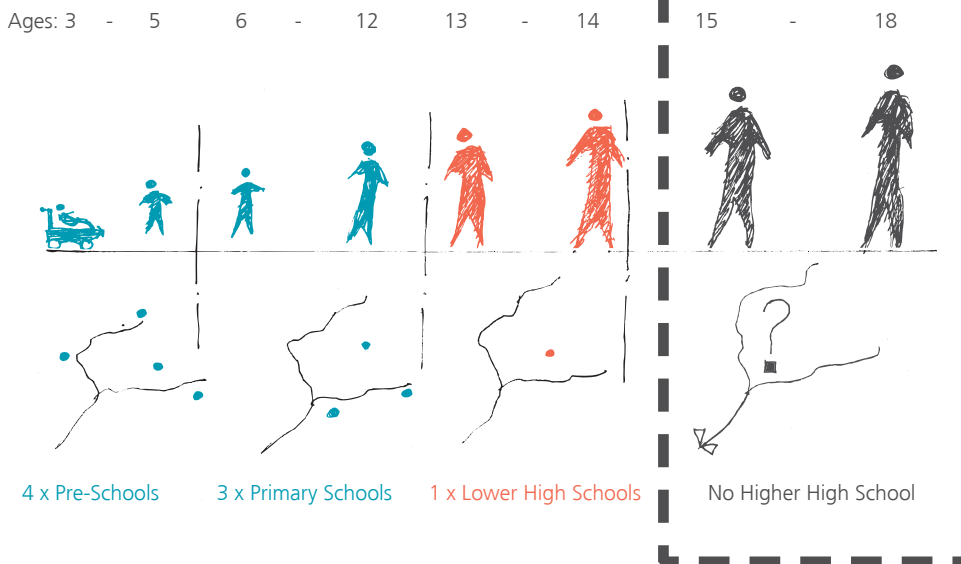 Ages: 3 - 5 6 - 12 13 - 14 15 - 18
?
4 x Pre-Schools 3 x Primary Schools 1 x Lower High Schools No Higher High School